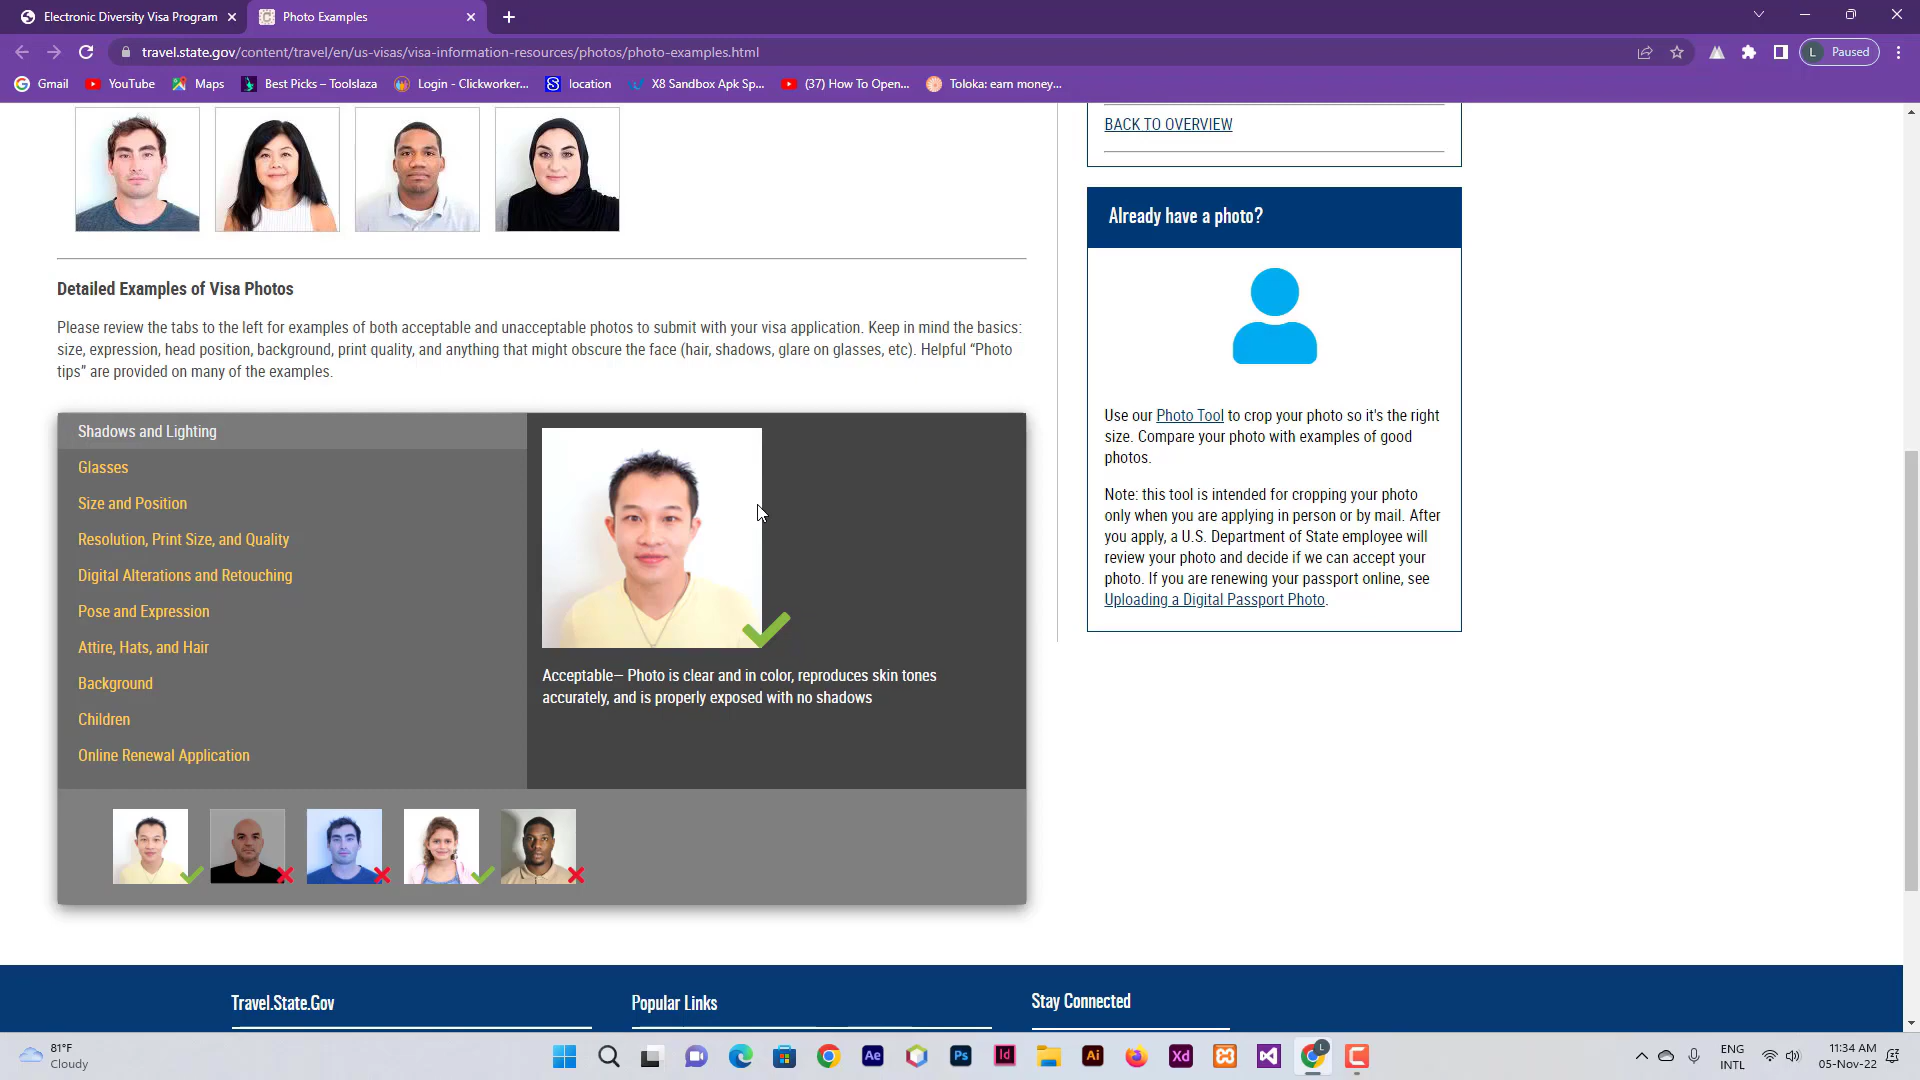 Electronic Diversity Visa Program
Photo Examples
travel.state.gov/content/travel/en/us-visas/visa-information-resources/photos/photo-examples.html
L Paused
Gmail
YouTube
Maps
Best Picks – Toolslaza
Login - Clickworker...
location
X8 Sandbox Apk Sp...
(37) How To Open...
Toloka: earn money...
BACK TO OVERVIEW
Already have a photo?
Detailed Examples of Visa Photos
Please review the tabs to the left for examples of both acceptable and unacceptable photos to submit with your visa application. Keep in mind the basics:
size, expression, head position, background, print quality, and anything that might obscure the face (hair, shadows, glare on glasses, etc). Helpful “Photo
tips” are provided on many of the examples.
Use our Photo Tool to crop your photo so it's the right
size. Compare your photo with examples of good
photos.
Note: this tool is intended for cropping your photo
only when you are applying in person or by mail. After
you apply, a U.S. Department of State employee will
review your photo and decide if we can accept your
photo. If you are renewing your passport online, see
Uploading a Digital Passport Photo.
Shadows and Lighting
Glasses
Size and Position
Resolution, Print Size, and Quality
Digital Alterations and Retouching
Pose and Expression
Attire, Hats, and Hair
Background
Children
Online Renewal Application
Acceptable— Photo is clear and in color, reproduces skin tones
accurately, and is properly exposed with no shadows
Travel.State.Gov
Popular Links
Stay Connected
81°F
Cloudy
Ae
Ps
Id
Ai
Xd
L
ENG
INTL
11:34 AM
05-Nov-22